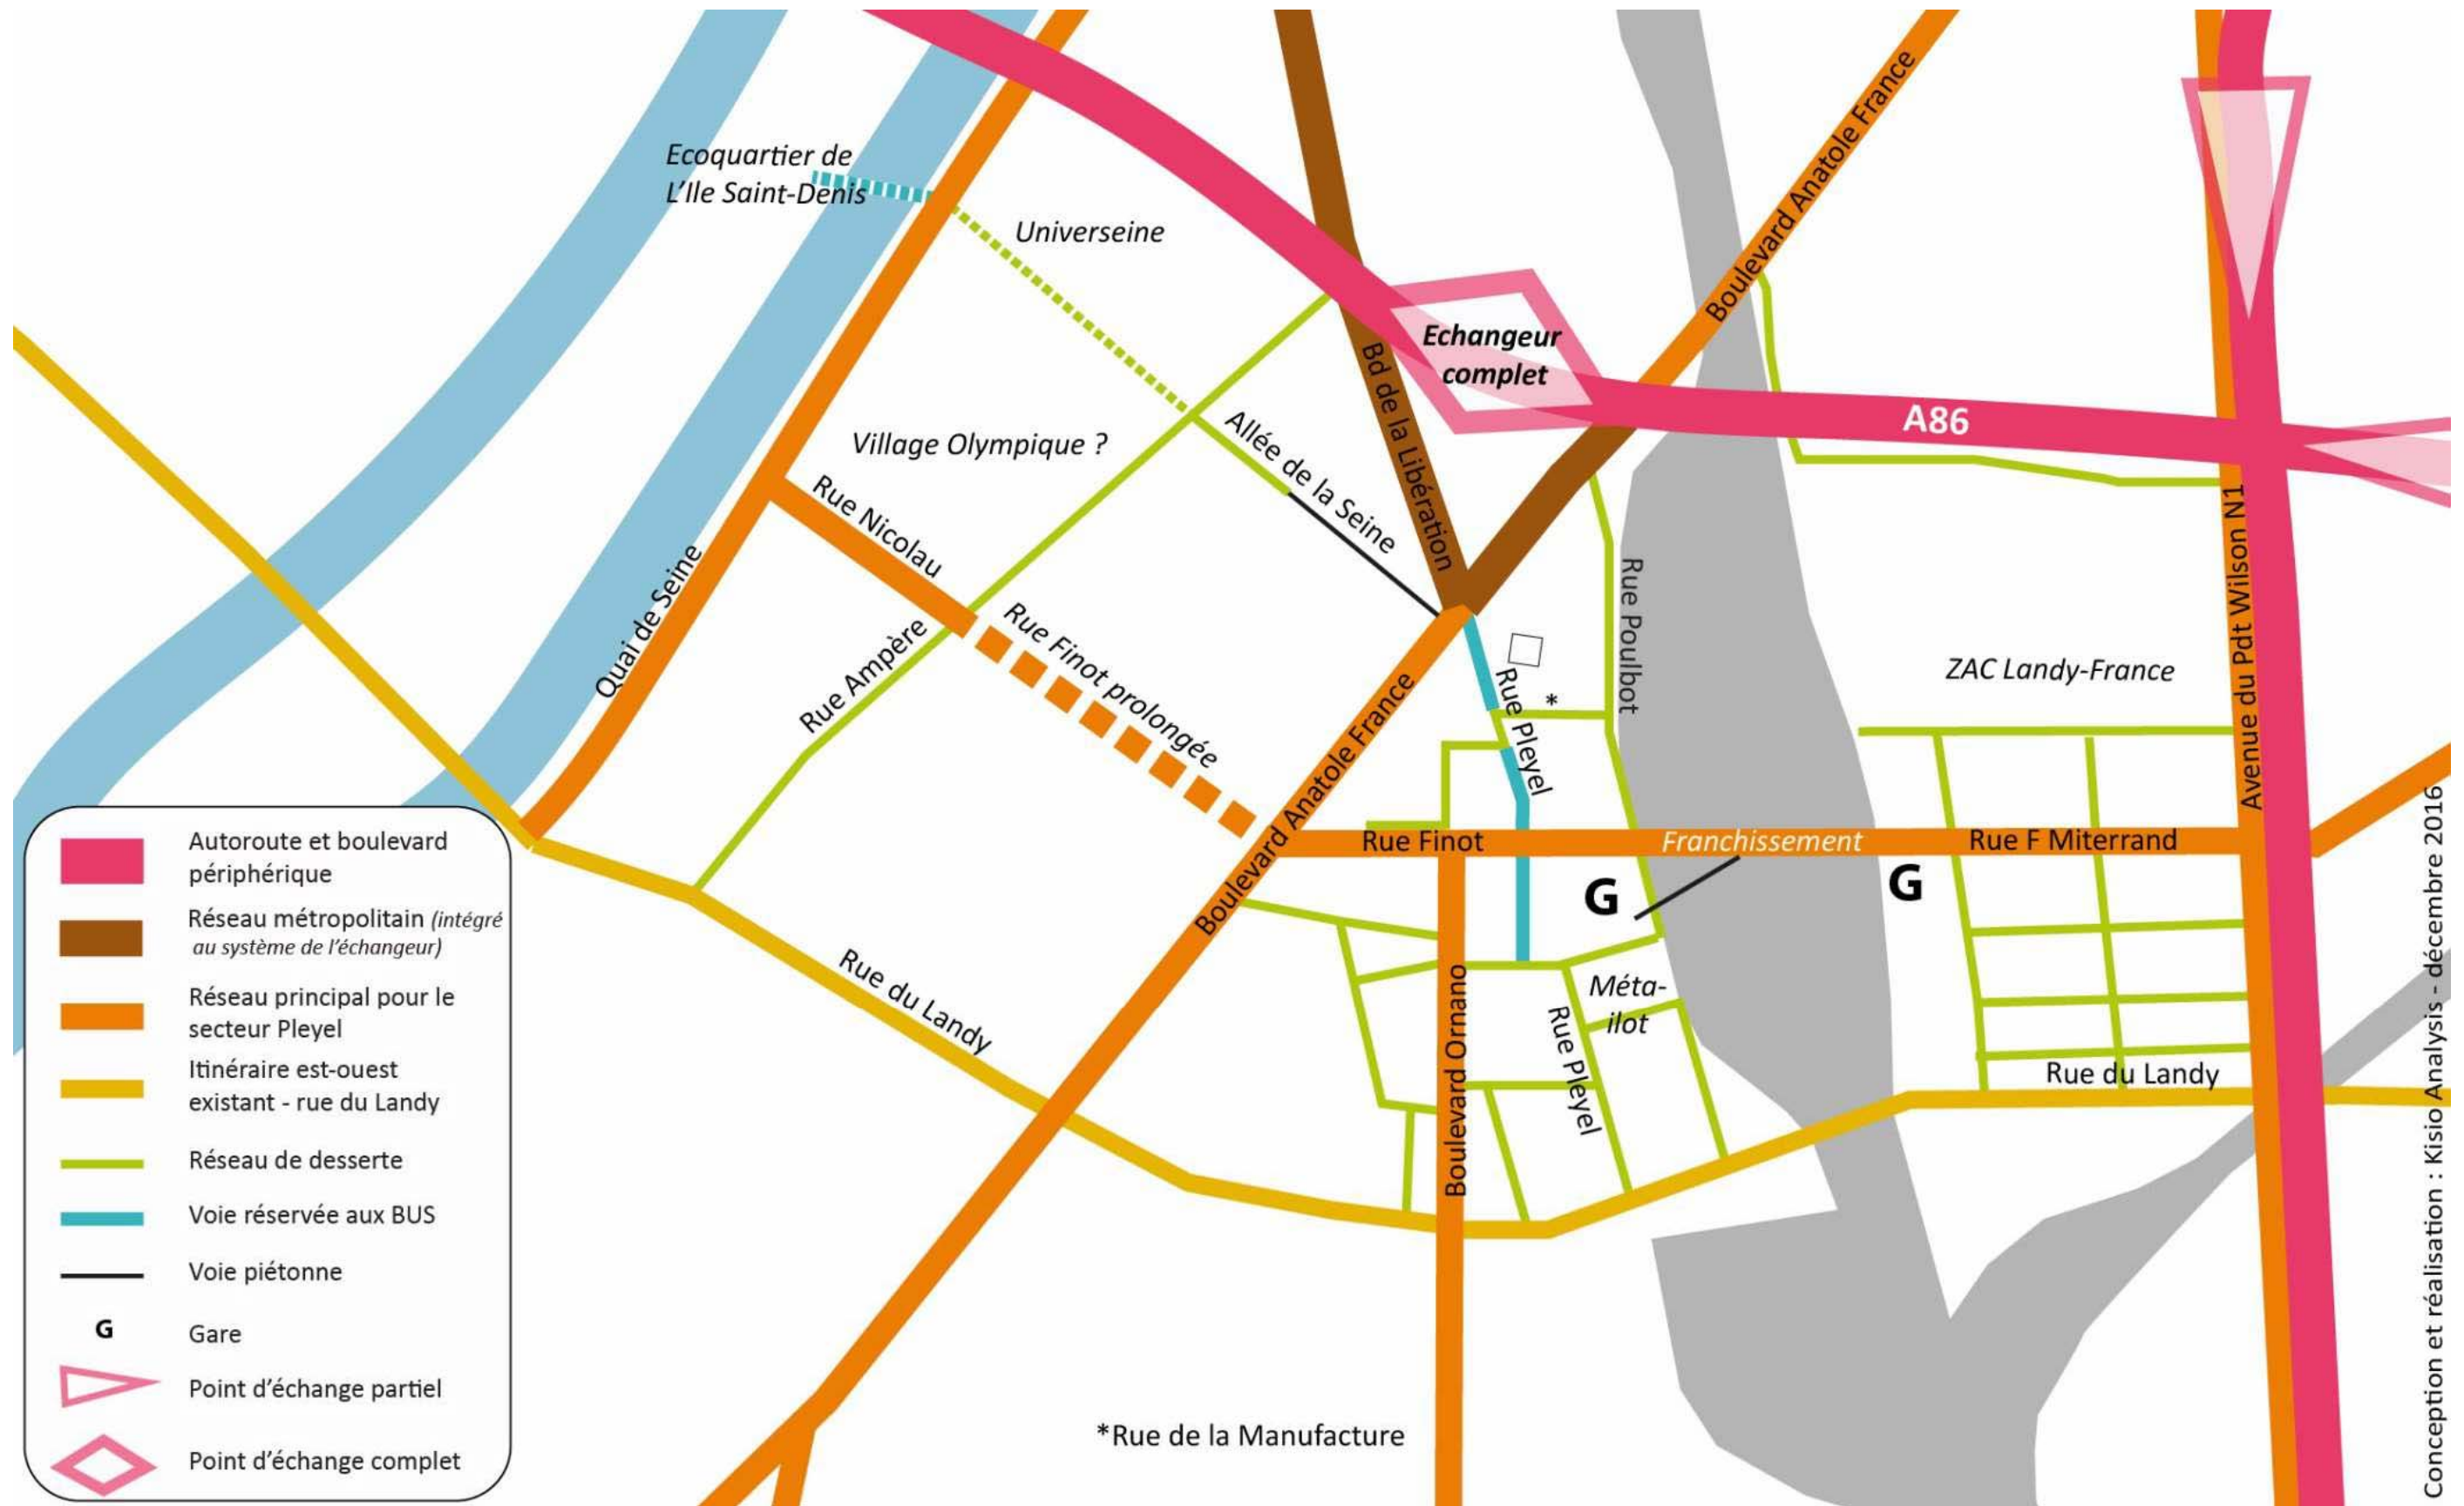 Ecoquartier de
L'Ile Saint-Denis
Universeine
Boulevard Anatole France
Echangeur
complet
Bd de la Libération
A86
Village Olympique ?
Allée de la Seine
Rue Nicolau
Quai de Seine
Rue Ampère
Rue Finot prolongée
Rue Poulbot
Avenue du Pdt Wilson N1
ZAC Landy-France
*
Rue Pleyel
Boulevard Anatole France
Boulevard Anatole France
Rue Finot
Franchissement
Rue F Miterrand
G
G
Rue du Landy
Méta-
ilot
Rue Pleyel
Boulevard Ornano
Rue du Landy
*Rue de la Manufacture
Autoroute et boulevard
périphérique
Réseau métropolitain (intégré
au système de l'échangeur)
Réseau principal pour le
secteur Pleyel
Itinéraire est-ouest
existant - rue du Landy
Réseau de desserte
Voie réservée aux BUS
Voie piétonne
G Gare
Point d'échange partiel
Point d'échange complet
Conception et réalisation : Kisio Analysis - décembre 2016